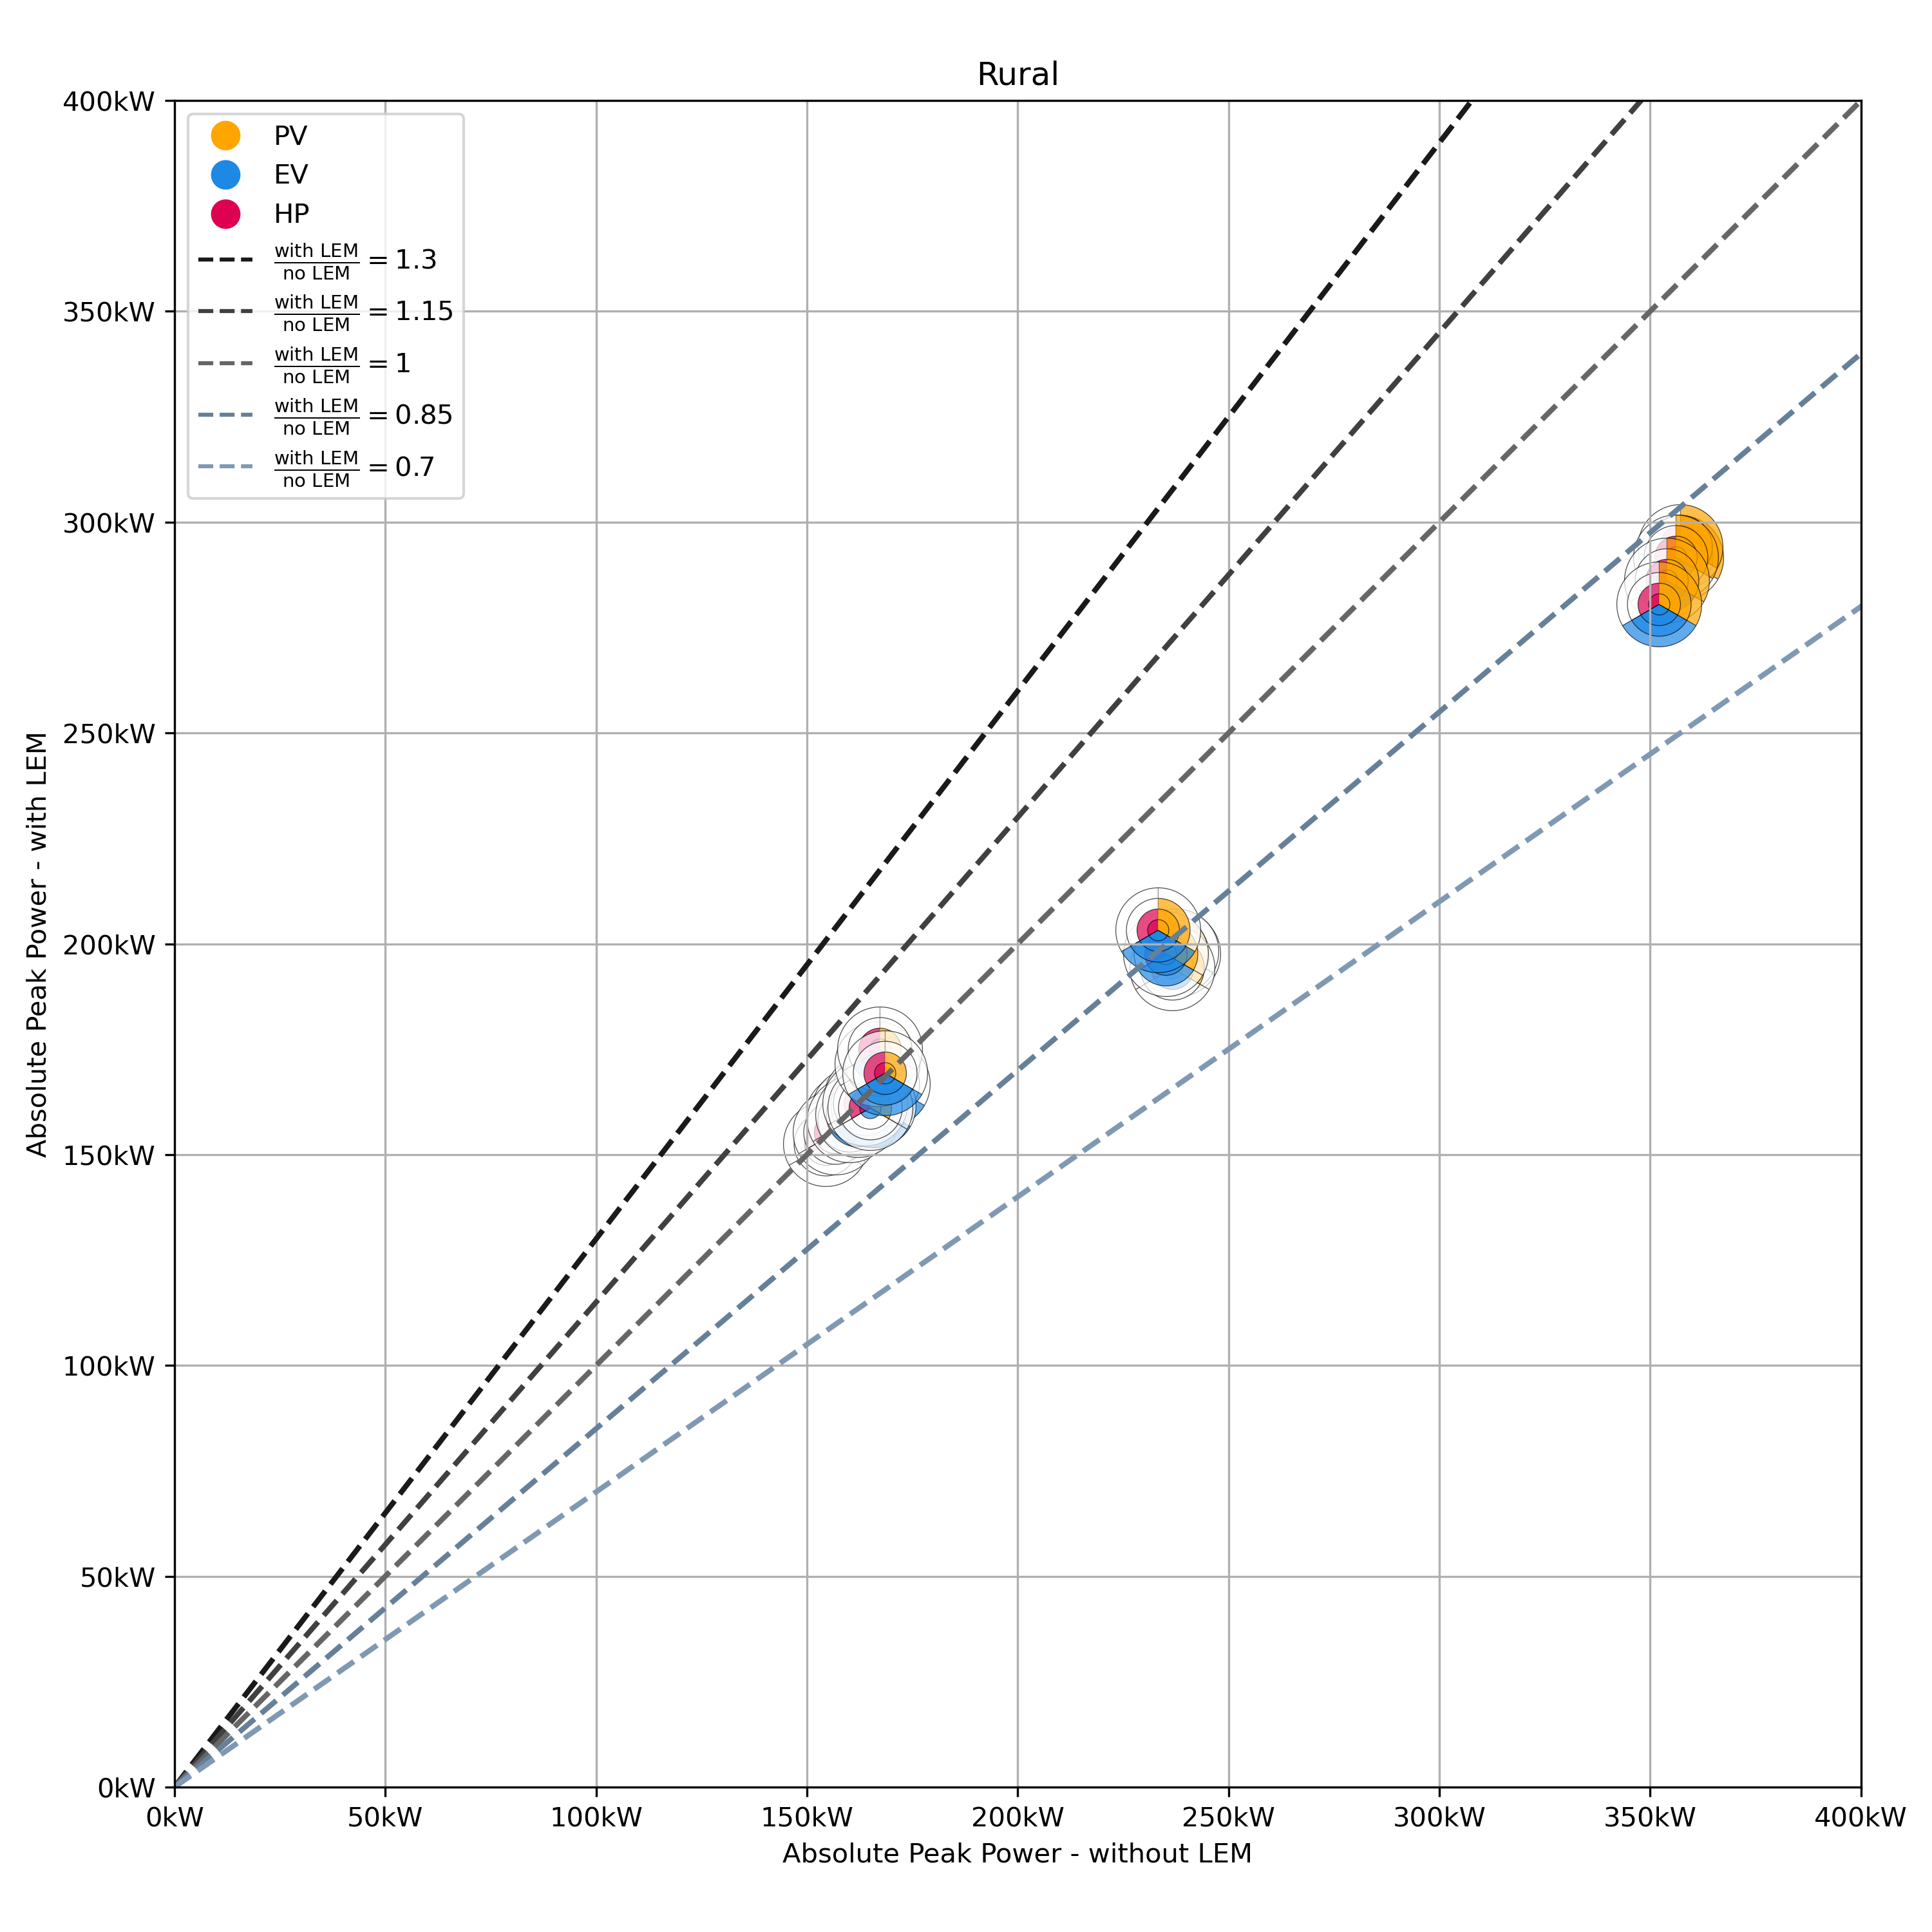 Rural
400kW
350kW
300kW
250kW
200kW
150kW
100kW
50kW
0kW
Absolute Peak Power - with LEM
PV
EV
HP
with LEM / no LEM = 1.3
with LEM / no LEM = 1.15
with LEM / no LEM = 1
with LEM / no LEM = 0.85
with LEM / no LEM = 0.7
0kW 50kW 100kW 150kW 200kW 250kW 300kW 350kW 400kW
Absolute Peak Power - without LEM